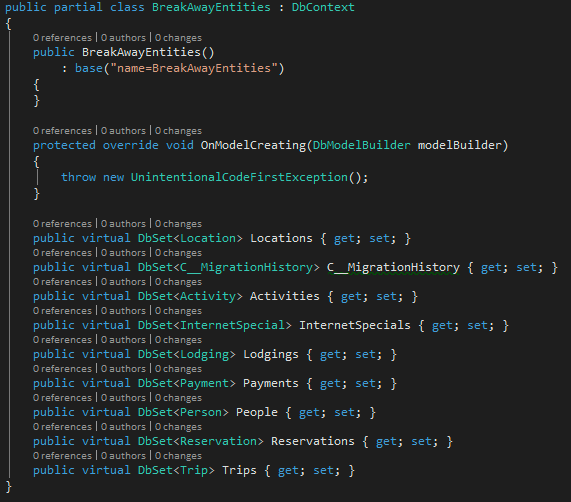 public partial class BreakAwayEntities : DbContext
{
0 references | 0 authors | 0 changes
public BreakAwayEntities()
: base("name=BreakAwayEntities")
{
}
0 references | 0 authors | 0 changes
protected override void OnModelCreating(DbModelBuilder modelBuilder)
{
throw new UnintentionalCodeFirstException();
}
0 references | 0 authors | 0 changes
public virtual DbSet<Location> Locations { get; set; }
0 references | 0 authors | 0 changes
public virtual DbSet<C__MigrationHistory> C__MigrationHistory { get; set; }
0 references | 0 authors | 0 changes
public virtual DbSet<Activity> Activities { get; set; }
0 references | 0 authors | 0 changes
public virtual DbSet<InternetSpecial> InternetSpecials { get; set; }
0 references | 0 authors | 0 changes
public virtual DbSet<Lodging> Lodgings { get; set; }
0 references | 0 authors | 0 changes
public virtual DbSet<Payment> Payments { get; set; }
0 references | 0 authors | 0 changes
public virtual DbSet<Person> People { get; set; }
0 references | 0 authors | 0 changes
public virtual DbSet<Reservation> Reservations { get; set; }
0 references | 0 authors | 0 changes
public virtual DbSet<Trip> Trips { get; set; }
}